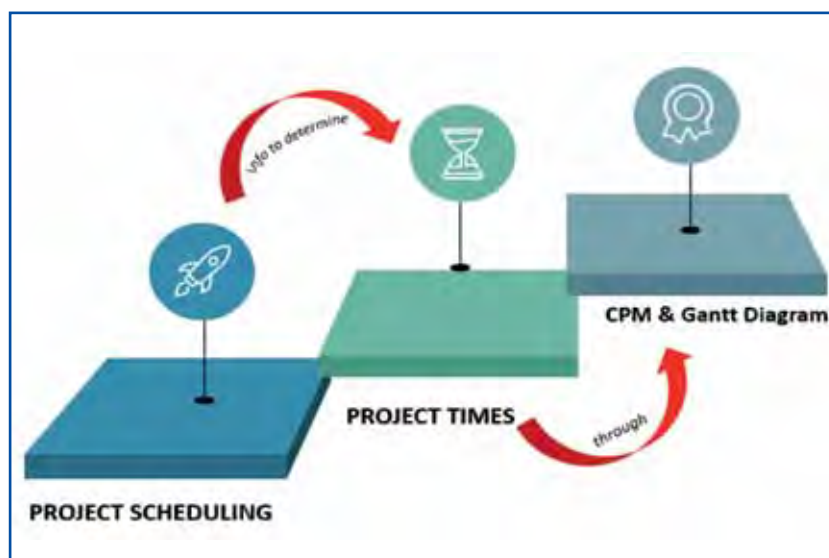 info to determine
CPM & Gantt Diagram
PROJECT TIMES
through
PROJECT SCHEDULING